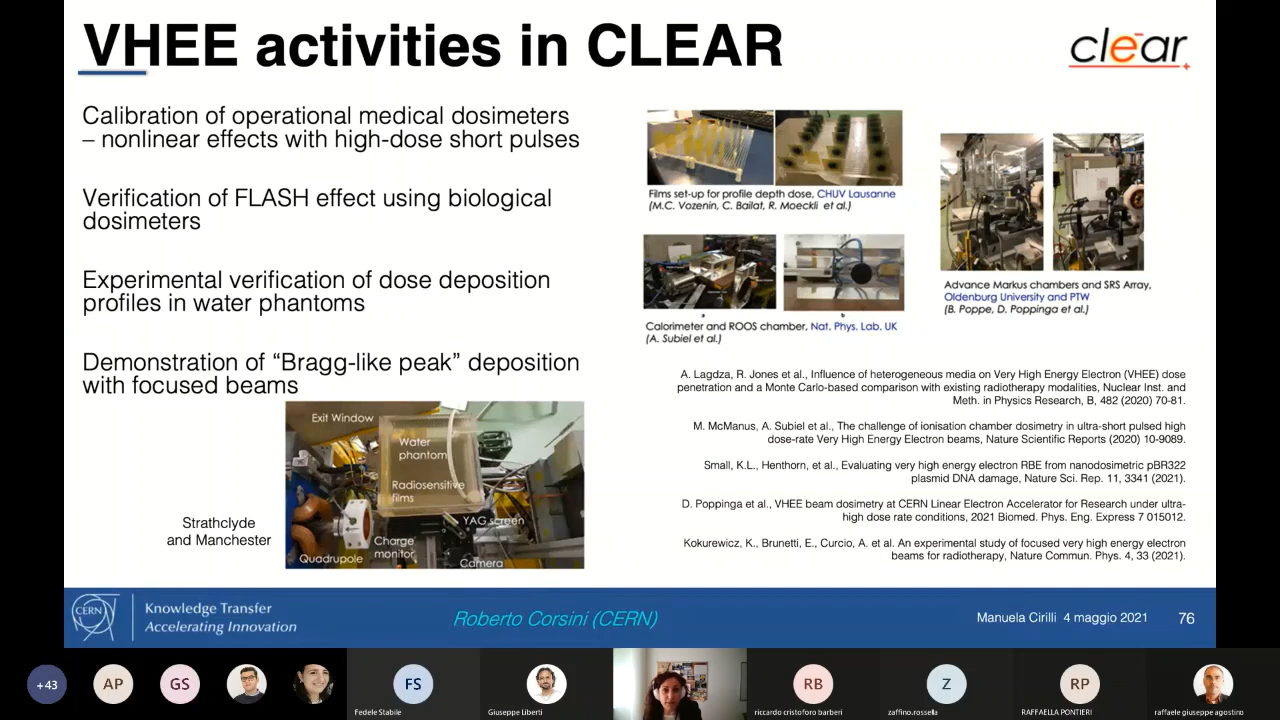 VHEE activities in CLEAR
clear
Calibration of operational medical dosimeters
– nonlinear effects with high-dose short pulses
Verification of FLASH effect using biological
dosimeters
Experimental verification of dose deposition
profiles in water phantoms
Demonstration of “Bragg-like peak” deposition
with focused beams
Strathclyde
and Manchester
Exit Window
Water
phantom
Radiosensitive
films
YAG screen
Charge
monitor
Quadrupole
Camera
Films set-up for profile depth dose, CHUV Lausanne
(M.C. Vozenin, C. Bailat, R. Moeckli et al.)
Calorimeter and ROOS chamber, Nat. Phys. Lab. UK
(A. Subiel et al.)
Advance Markus chambers and SRS Array,
Oldenburg University and PTW
(B. Poppe, D. Poppinga et al.)
A. Lagdza, R. Jones et al., Influence of heterogeneous media on Very High Energy Electron (VHEE) dose
penetration and a Monte Carlo-based comparison with existing radiotherapy modalities, Nuclear Inst. and
Meth. in Physics Research, B, 482 (2020) 70-81.
M. McManus, A. Subiel et al., The challenge of ionisation chamber dosimetry in ultra-short pulsed high
dose-rate Very High Energy Electron beams, Nature Scientific Reports (2020) 10-9089.
Small, K.L., Henthorn, et al., Evaluating very high energy electron RBE from nanodosimetric pBR322
plasmid DNA damage, Nature Sci. Rep. 11, 3341 (2021).
D. Poppinga et al., VHEE beam dosimetry at CERN Linear Electron Accelerator for Research under ultra-
high dose rate conditions, 2021 Biomed. Phys. Eng. Express 7 015012.
Kokurewicz, K., Brunetti, E., Curcio, A. et al. An experimental study of focused very high energy electron
beams for radiotherapy, Nature Commun. Phys. 4, 33 (2021).
CERN
Knowledge Transfer
Accelerating Innovation
Roberto Corsini (CERN)
Manuela Cirilli 4 maggio 2021
76
+43
AP
GS
FS
Fedele Stabile
Giuseppe Liberti
RB
riccardo cristoforo barberi
Z
zaffino.rossella
RP
RAFFAELLA PONTIERI
raffaele giuseppe agostino